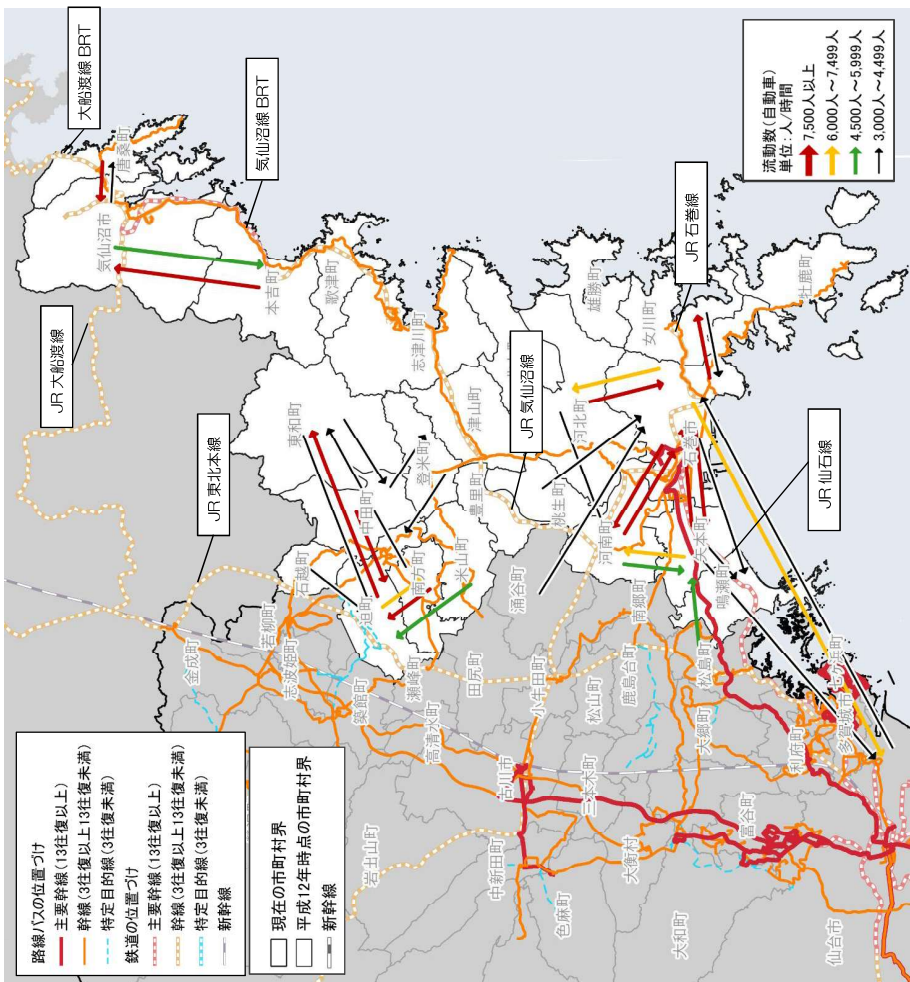 路線バスの位置づけ
主要幹線(13往復以上)
幹線(3往復以上13往復未満)
特定目的線(3往復未満)
鉄道の位置づけ
主要幹線(13往復以上)
幹線(3往復以上13往復未満)
特定目的線(3往復未満)
新幹線
現在の市町村界
平成12年時点の市町村界
新幹線
流動数(自動車)
単位:人/時間
7,500人以上
6,000人~7,499人
4,500人~5,999人
3,000人~4,499人
大船渡線 BRT
気仙沼線 BRT
JR 大船渡線
JR 東北本線
JR 気仙沼線
JR 石巻線
JR 仙石線
唐桑町
気仙沼市
本吉町
歌津町
志津川町
津山町
東和町
中田町
登米町
豊里町
石越町
迫町
南方町
米山町
桃生町
河北町
雄勝町
女川町
牡鹿町
石巻市
河南町
矢本町
鳴瀬町
涌谷町
南郷町
金成町
若柳町
志波姫町
築館町
瀬峰町
高清水町
田尻町
小牛田町
古川市
松山町
鹿島台町
三本木町
松島町
大郷町
利府町
多賀城市
七ヶ浜町
岩出山町
中新田町
色麻町
大衡村
大和町
富谷町
仙台市